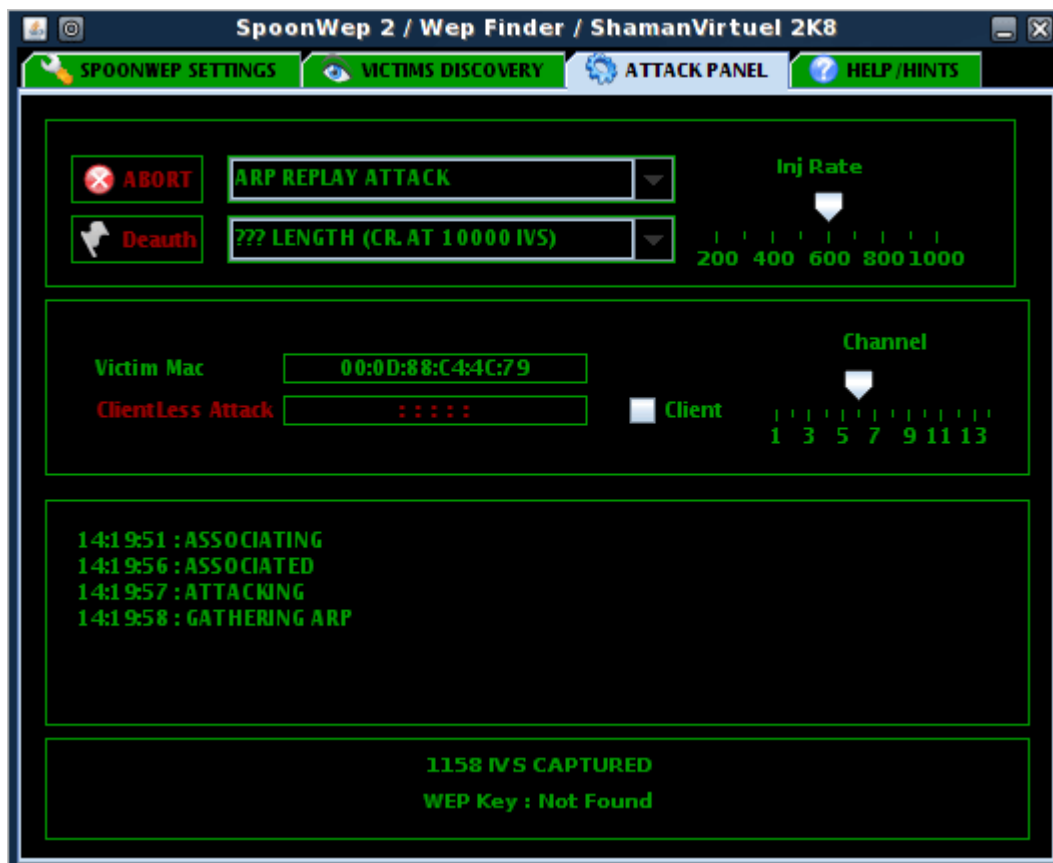 SpoonWep 2 / Wep Finder / ShamanVirtuel 2K8
SPOONWEP SETTINGS VICTIMS DISCOVERY ATTACK PANEL HELP/HINTS
ABORT ARP REPLAY ATTACK Inj Rate
Deauth ??? LENGTH (CR. AT 10000 IVS)
200 400 600 800 1000
Channel
Victim Mac 00:0D:88:C4:4C:79
ClientLess Attack : : : : : Client
1 3 5 7 9 11 13
14:19:51 : ASSOCIATING
14:19:56 : ASSOCIATED
14:19:57 : ATTACKING
14:19:58 : GATHERING ARP
1158 IVS CAPTURED
WEP Key : Not Found